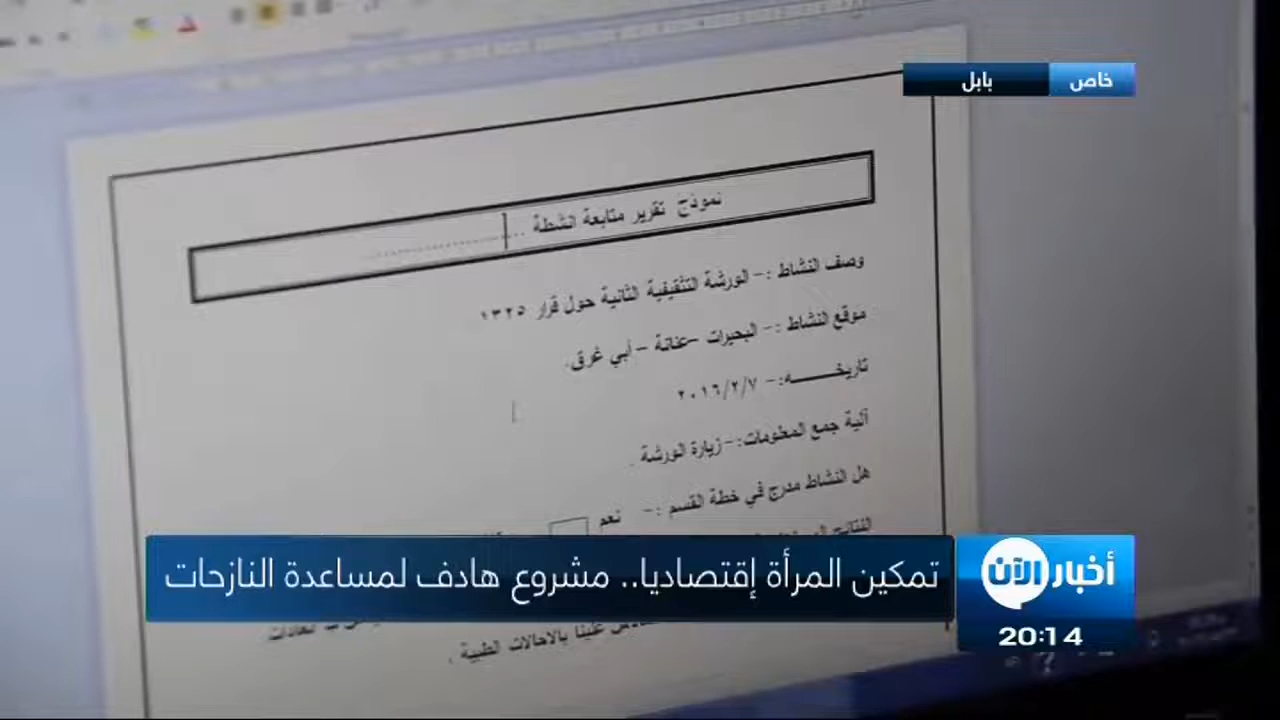 خاص
بابل
نموذج تقرير متابعة انشطة ....................
وصف النشاط :- الورشة التثقيفية الثانية حول قرار ١٣٢٥
موقع النشاط :- البحيرات -عنانة - أبي غرق.
تاريخـــــــه:- ٢٠١٦/٢/٧
آلية جمع المعلومات:- زيارة الورشة .
هل النشاط مدرج في خطة القسم :- نعم
تمكين المرأة إقتصاديا.. مشروع هادف لمساعدة النازحات
أخبار الآن
20:14
علينا بالاحالات الطبية .